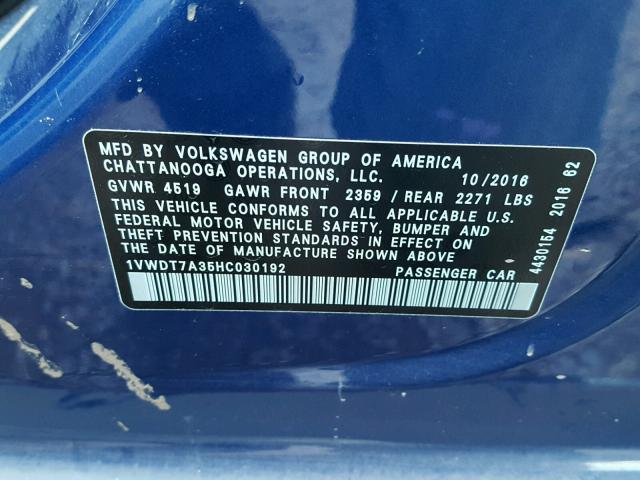 MFD BY VOLKSWAGEN GROUP OF AMERICA
CHATTANOOGA OPERATIONS, LLC. 10/2016
GVWR 4519 GAWR FRONT 2359 / REAR 2271 LBS
THIS VEHICLE CONFORMS TO ALL APPLICABLE U.S.
FEDERAL MOTOR VEHICLE SAFETY, BUMPER AND
THEFT PREVENTION STANDARDS IN EFFECT ON
THE DATE OF MANUFACTURE SHOWN ABOVE
1VWDT7A35HC030192 PASSENGER CAR
4430164 2016 62